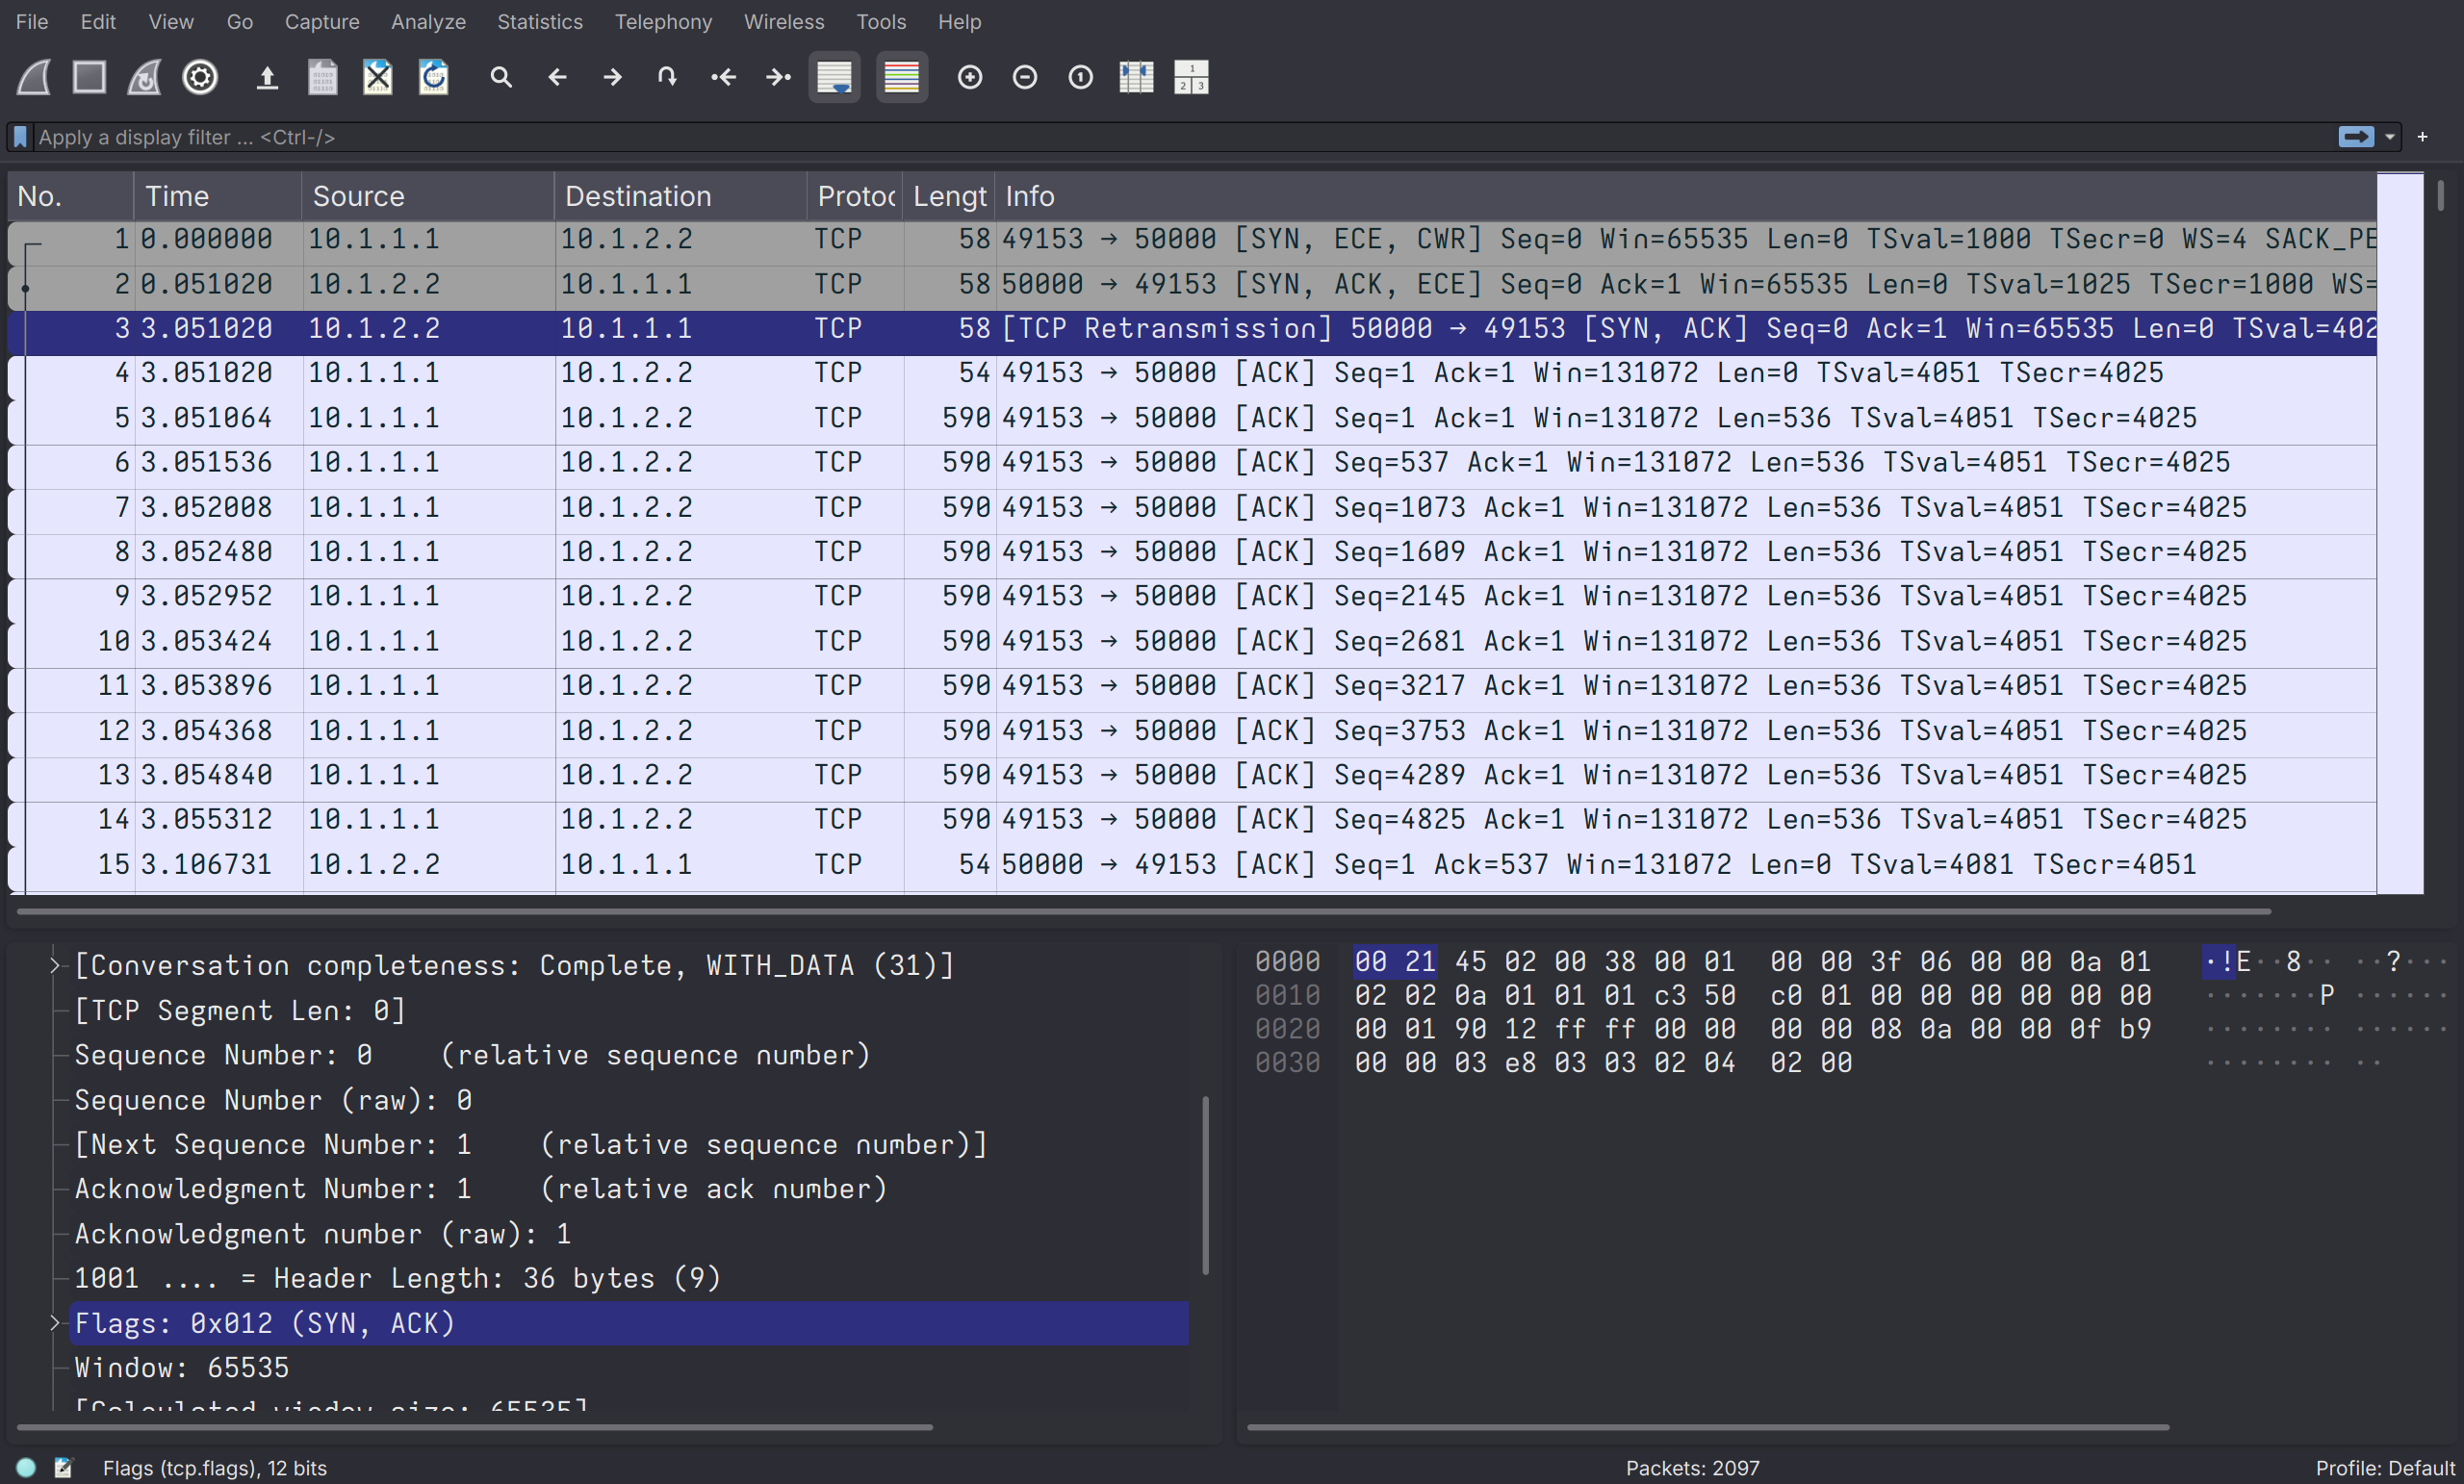 File Edit View Go Capture Analyze Statistics Telephony Wireless Tools Help
Apply a display filter ... <Ctrl-/>
No. Time Source Destination Protoc Lengt Info
1 0.000000 10.1.1.1 10.1.2.2 TCP 58 49153 → 50000 [SYN, ECE, CWR] Seq=0 Win=65535 Len=0 TSval=1000 TSecr=0 WS=4 SACK_PE
2 0.051020 10.1.2.2 10.1.1.1 TCP 58 50000 → 49153 [SYN, ACK, ECE] Seq=0 Ack=1 Win=65535 Len=0 TSval=1025 TSecr=1000 WS=
3 3.051020 10.1.2.2 10.1.1.1 TCP 58 [TCP Retransmission] 50000 → 49153 [SYN, ACK] Seq=0 Ack=1 Win=65535 Len=0 TSval=402
4 3.051020 10.1.1.1 10.1.2.2 TCP 54 49153 → 50000 [ACK] Seq=1 Ack=1 Win=131072 Len=0 TSval=4051 TSecr=4025
5 3.051064 10.1.1.1 10.1.2.2 TCP 590 49153 → 50000 [ACK] Seq=1 Ack=1 Win=131072 Len=536 TSval=4051 TSecr=4025
6 3.051536 10.1.1.1 10.1.2.2 TCP 590 49153 → 50000 [ACK] Seq=537 Ack=1 Win=131072 Len=536 TSval=4051 TSecr=4025
7 3.052008 10.1.1.1 10.1.2.2 TCP 590 49153 → 50000 [ACK] Seq=1073 Ack=1 Win=131072 Len=536 TSval=4051 TSecr=4025
8 3.052480 10.1.1.1 10.1.2.2 TCP 590 49153 → 50000 [ACK] Seq=1609 Ack=1 Win=131072 Len=536 TSval=4051 TSecr=4025
9 3.052952 10.1.1.1 10.1.2.2 TCP 590 49153 → 50000 [ACK] Seq=2145 Ack=1 Win=131072 Len=536 TSval=4051 TSecr=4025
10 3.053424 10.1.1.1 10.1.2.2 TCP 590 49153 → 50000 [ACK] Seq=2681 Ack=1 Win=131072 Len=536 TSval=4051 TSecr=4025
11 3.053896 10.1.1.1 10.1.2.2 TCP 590 49153 → 50000 [ACK] Seq=3217 Ack=1 Win=131072 Len=536 TSval=4051 TSecr=4025
12 3.054368 10.1.1.1 10.1.2.2 TCP 590 49153 → 50000 [ACK] Seq=3753 Ack=1 Win=131072 Len=536 TSval=4051 TSecr=4025
13 3.054840 10.1.1.1 10.1.2.2 TCP 590 49153 → 50000 [ACK] Seq=4289 Ack=1 Win=131072 Len=536 TSval=4051 TSecr=4025
14 3.055312 10.1.1.1 10.1.2.2 TCP 590 49153 → 50000 [ACK] Seq=4825 Ack=1 Win=131072 Len=536 TSval=4051 TSecr=4025
15 3.106731 10.1.2.2 10.1.1.1 TCP 54 50000 → 49153 [ACK] Seq=1 Ack=537 Win=131072 Len=0 TSval=4081 TSecr=4051
[Conversation completeness: Complete, WITH_DATA (31)]
[TCP Segment Len: 0]
Sequence Number: 0 (relative sequence number)
Sequence Number (raw): 0
[Next Sequence Number: 1 (relative sequence number)]
Acknowledgment Number: 1 (relative ack number)
Acknowledgment number (raw): 1
1001 .... = Header Length: 36 bytes (9)
Flags: 0x012 (SYN, ACK)
Window: 65535
[Calculated window size: 65535]
0000 00 21 45 02 00 38 00 01 00 00 3f 06 00 00 0a 01 ·!E··8·· ··?·····
0010 02 02 0a 01 01 01 c3 50 c0 01 00 00 00 00 00 00 ·······P ······
0020 00 01 90 12 ff ff 00 00 00 00 08 0a 00 00 0f b9 ········ ······
0030 00 00 03 e8 03 03 02 04 02 00 ········ ··
Flags (tcp.flags), 12 bits
Packets: 2097
Profile: Default